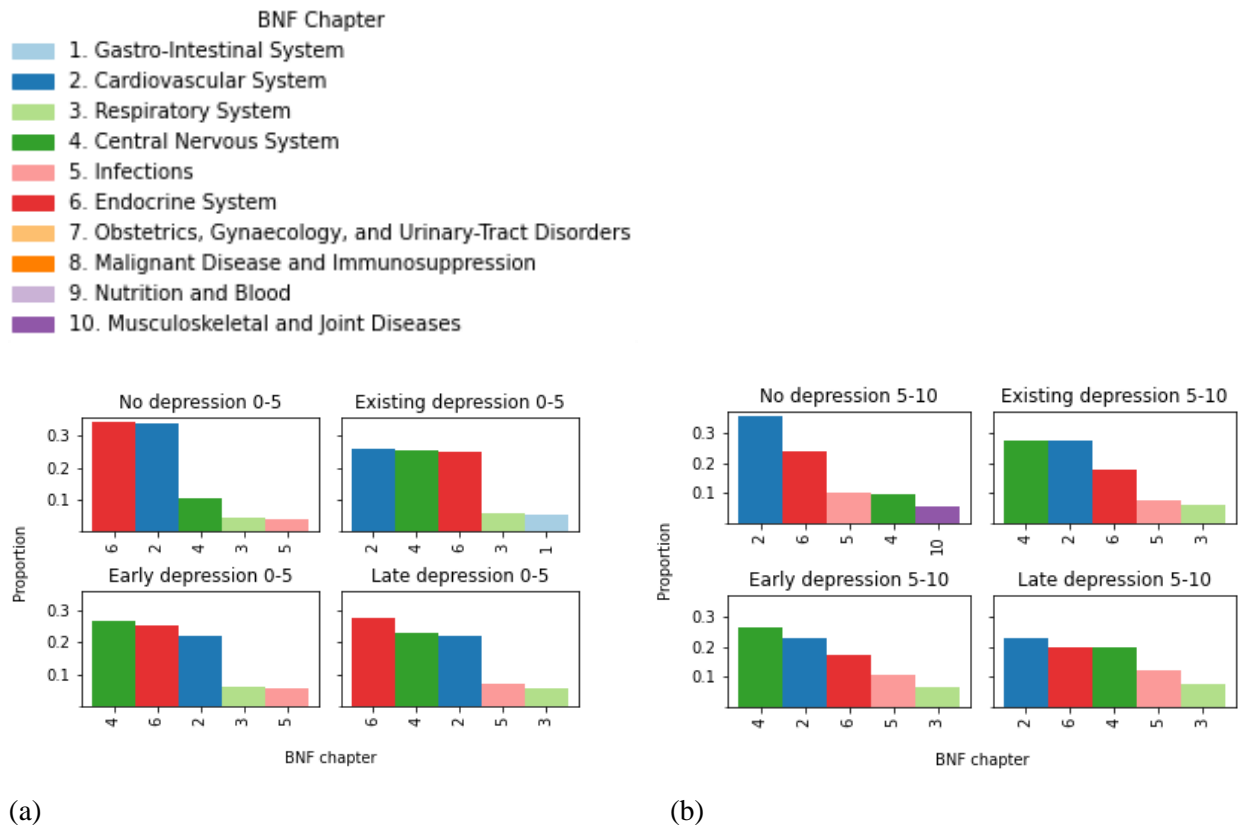 BNF Chapter
1. Gastro-Intestinal System
2. Cardiovascular System
3. Respiratory System
4. Central Nervous System
5. Infections
6. Endocrine System
7. Obstetrics, Gynaecology, and Urinary-Tract Disorders
8. Malignant Disease and Immunosuppression
9. Nutrition and Blood
10. Musculoskeletal and Joint Diseases
No depression 0-5 Existing depression 0-5
0.3
0.2
0.1
6 2 4 3 5 2 4 6 3 1
Proportion
Early depression 0-5 Late depression 0-5
0.3
0.2
0.1
4 6 2 3 5 6 4 2 5 3
BNF chapter
(a)
No depression 5-10 Existing depression 5-10
0.3
0.2
0.1
2 6 5 4 10 4 2 6 5 3
Proportion
Early depression 5-10 Late depression 5-10
0.3
0.2
0.1
4 2 6 5 3 2 6 4 5 3
BNF chapter
(b)